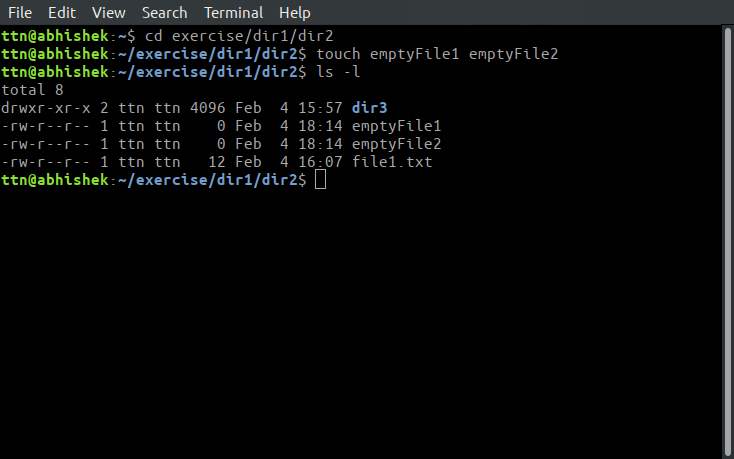 File Edit View Search Terminal Help
ttn@abhishek:~$ cd exercise/dir1/dir2
ttn@abhishek:~/exercise/dir1/dir2$ touch emptyFile1 emptyFile2
ttn@abhishek:~/exercise/dir1/dir2$ ls -l
total 8
drwxr-xr-x 2 ttn ttn 4096 Feb  4 15:57 dir3
-rw-r--r-- 1 ttn ttn    0 Feb  4 18:14 emptyFile1
-rw-r--r-- 1 ttn ttn    0 Feb  4 18:14 emptyFile2
-rw-r--r-- 1 ttn ttn   12 Feb  4 16:07 file1.txt
ttn@abhishek:~/exercise/dir1/dir2$